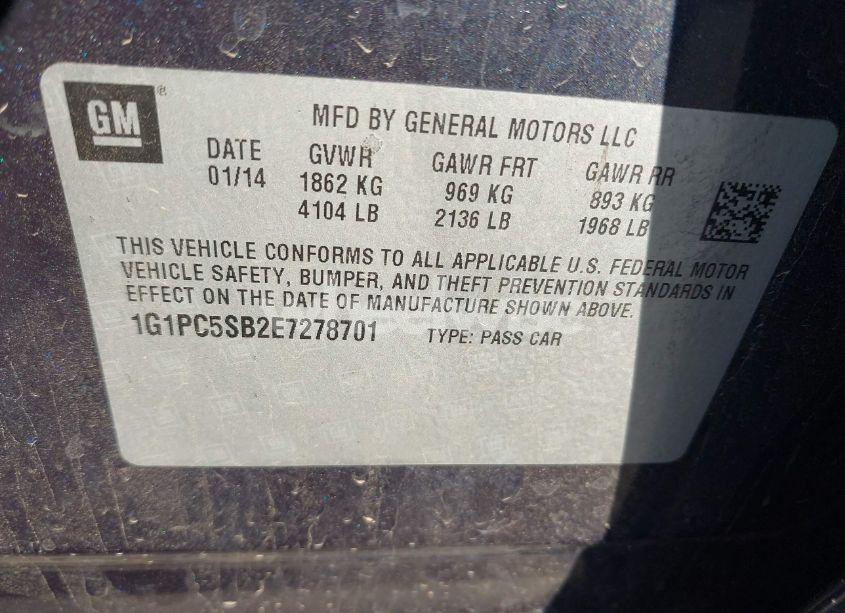 GM ®
MFD BY GENERAL MOTORS LLC
DATE GVWR GAWR FRT GAWR RR
01/14 1862 KG 969 KG 893 KG
4104 LB 2136 LB 1968 LB
THIS VEHICLE CONFORMS TO ALL APPLICABLE U.S. FEDERAL MOTOR
VEHICLE SAFETY, BUMPER, AND THEFT PREVENTION STANDARDS IN
EFFECT ON THE DATE OF MANUFACTURE SHOWN ABOVE.
1G1PC5SB2E7278701 TYPE: PASS CAR